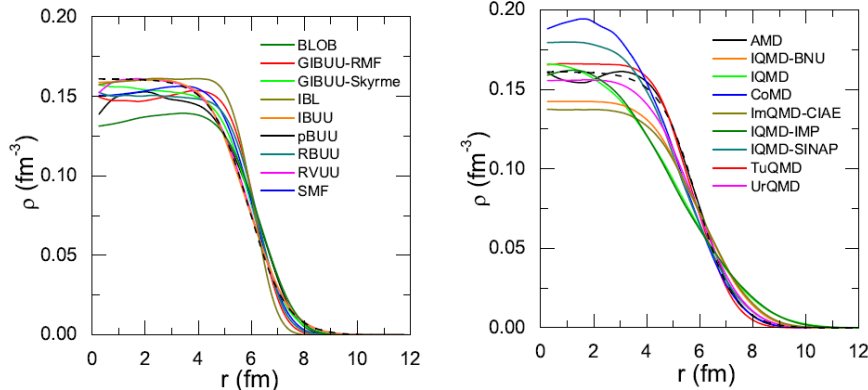 0.20
0.15
0.10
0.05
0.00
ρ (fm⁻³)
0 2 4 6 8 10 12
r (fm)
BLOB
GIBUU-RMF
GIBUU-Skyrme
IBL
IBUU
pBUU
RBUU
RVUU
SMF
0.20
0.15
0.10
0.05
0.00
ρ (fm⁻³)
0 2 4 6 8 10 12
r (fm)
AMD
IQMD-BNU
IQMD
CoMD
ImQMD-CIAE
IQMD-IMP
IQMD-SINAP
TuQMD
UrQMD